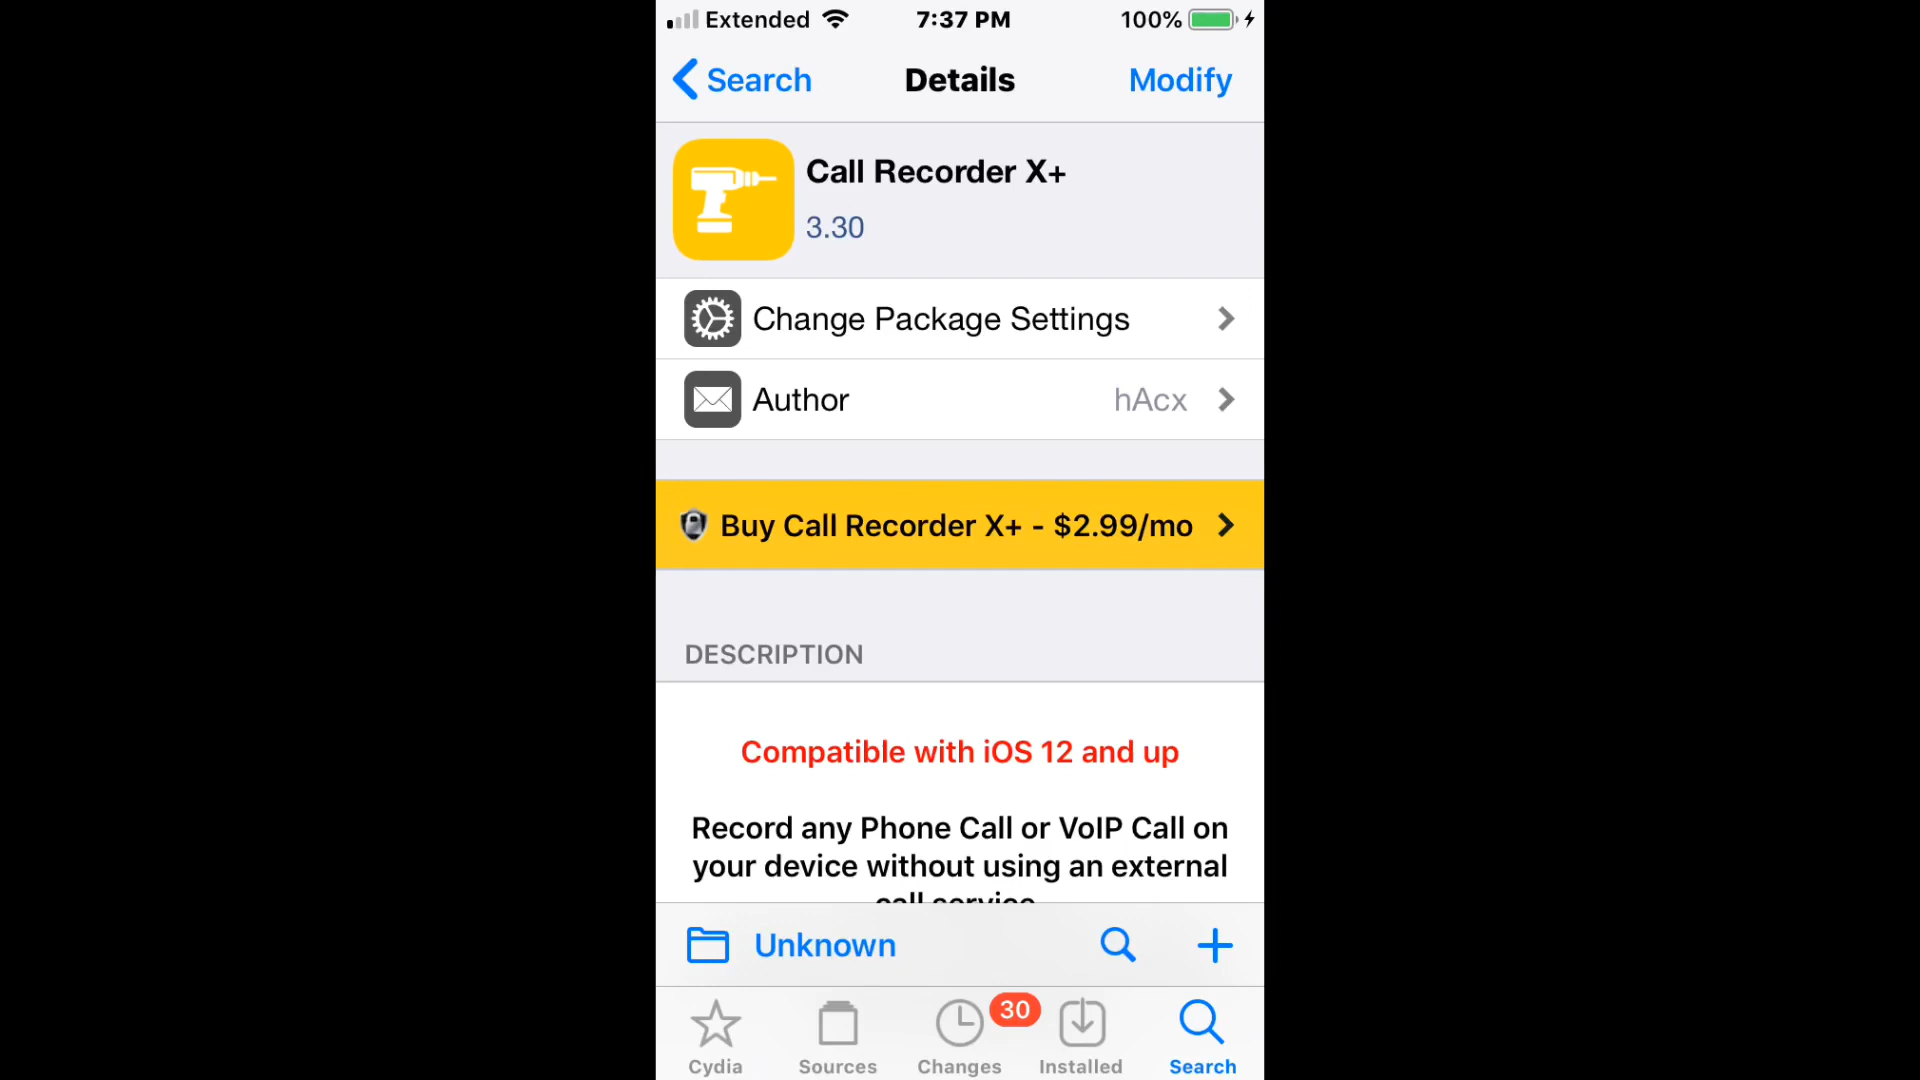 Extended 7:37 PM 100%
Search Details Modify
Call Recorder X+
3.30
Change Package Settings
Author hAcx
Buy Call Recorder X+ - $2.99/mo
DESCRIPTION
Compatible with iOS 12 and up
Record any Phone Call or VoIP Call on
your device without using an external
call service
Unknown
30
Cydia Sources Changes Installed Search